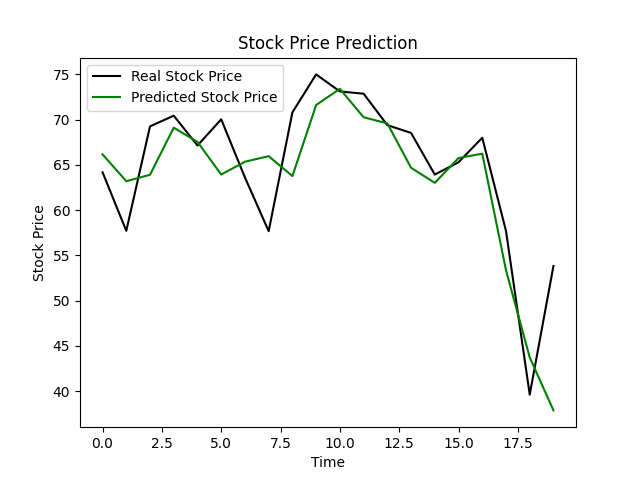 Stock Price Prediction
Real Stock Price
Predicted Stock Price
Stock Price
75
70
65
60
55
50
45
40
0.0 2.5 5.0 7.5 10.0 12.5 15.0 17.5
Time